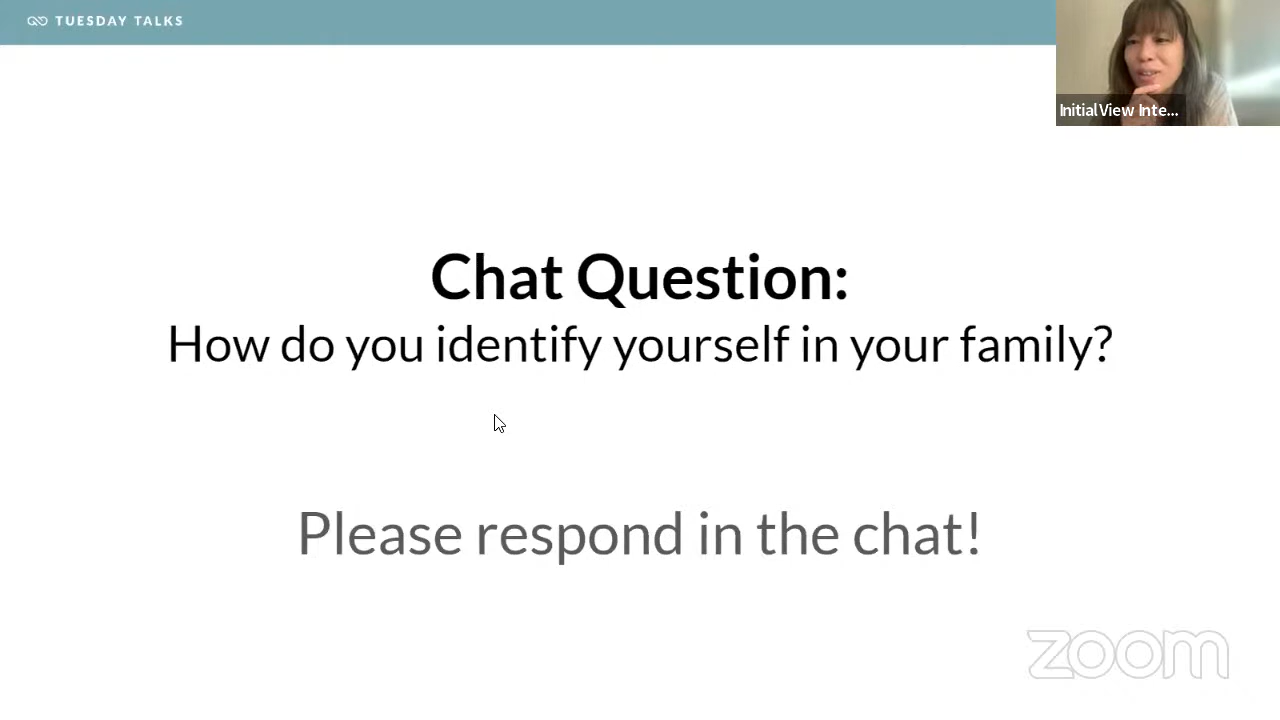 TUESDAY TALKS
InitialView Inte...
Chat Question:
How do you identify yourself in your family?
Please respond in the chat!
zoom